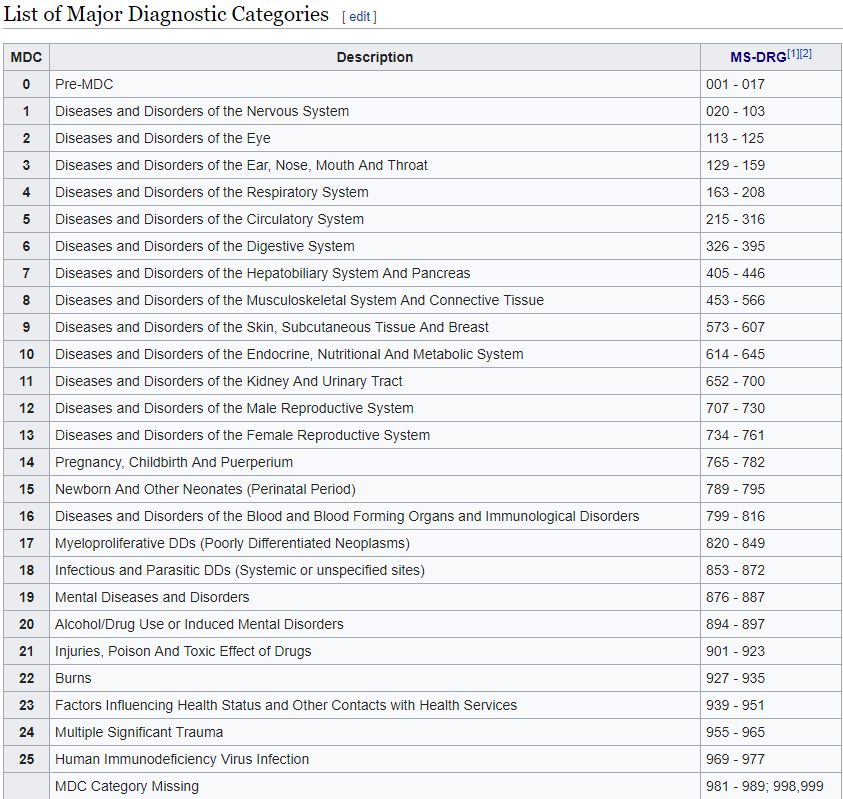 List of Major Diagnostic Categories [ edit ]
MDC Description MS-DRG[1][2]
0 Pre-MDC 001 - 017
1 Diseases and Disorders of the Nervous System 020 - 103
2 Diseases and Disorders of the Eye 113 - 125
3 Diseases and Disorders of the Ear, Nose, Mouth And Throat 129 - 159
4 Diseases and Disorders of the Respiratory System 163 - 208
5 Diseases and Disorders of the Circulatory System 215 - 316
6 Diseases and Disorders of the Digestive System 326 - 395
7 Diseases and Disorders of the Hepatobiliary System And Pancreas 405 - 446
8 Diseases and Disorders of the Musculoskeletal System And Connective Tissue 453 - 566
9 Diseases and Disorders of the Skin, Subcutaneous Tissue And Breast 573 - 607
10 Diseases and Disorders of the Endocrine, Nutritional And Metabolic System 614 - 645
11 Diseases and Disorders of the Kidney And Urinary Tract 652 - 700
12 Diseases and Disorders of the Male Reproductive System 707 - 730
13 Diseases and Disorders of the Female Reproductive System 734 - 761
14 Pregnancy, Childbirth And Puerperium 765 - 782
15 Newborn And Other Neonates (Perinatal Period) 789 - 795
16 Diseases and Disorders of the Blood and Blood Forming Organs and Immunological Disorders 799 - 816
17 Myeloproliferative DDs (Poorly Differentiated Neoplasms) 820 - 849
18 Infectious and Parasitic DDs (Systemic or unspecified sites) 853 - 872
19 Mental Diseases and Disorders 876 - 887
20 Alcohol/Drug Use or Induced Mental Disorders 894 - 897
21 Injuries, Poison And Toxic Effect of Drugs 901 - 923
22 Burns 927 - 935
23 Factors Influencing Health Status and Other Contacts with Health Services 939 - 951
24 Multiple Significant Trauma 955 - 965
25 Human Immunodeficiency Virus Infection 969 - 977
MDC Category Missing 981 - 989; 998,999